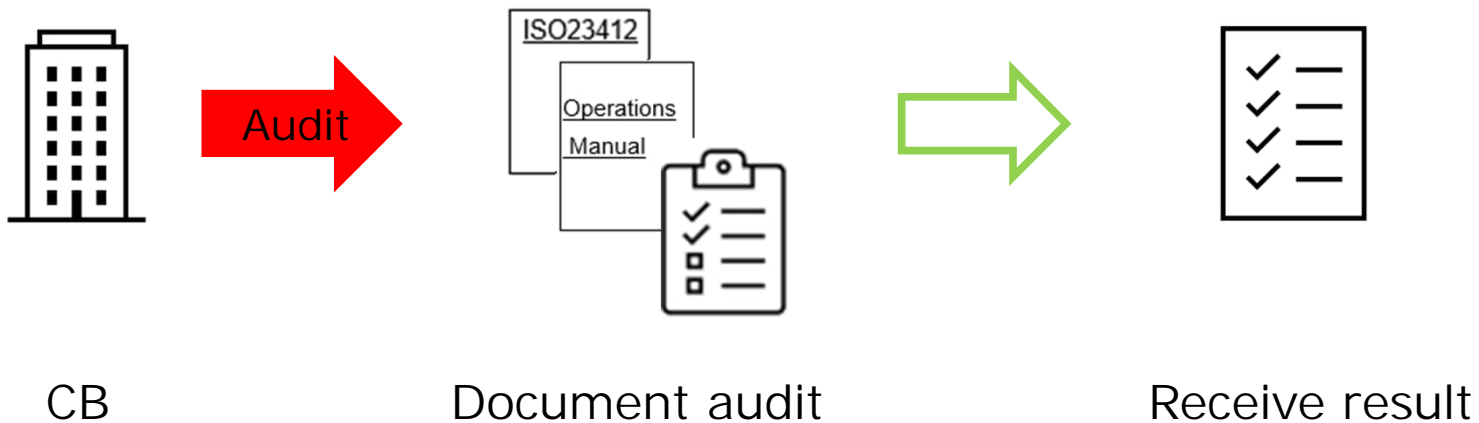 ISO23412
Audit
Operations
Manual
CB
Document audit
Receive result